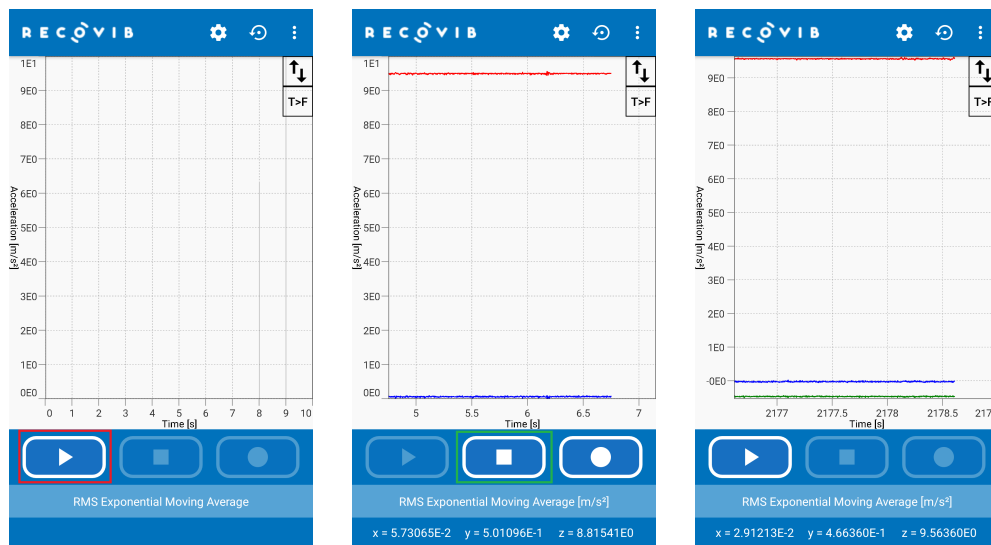 RECOVIB
1E1
9E0
8E0
7E0
6E0
5E0
4E0
3E0
2E0
1E0
0E0
Acceleration [m/s²]
T>F
0 1 2 3 4 5 6 7 8 9 10
Time [s]
RMS Exponential Moving Average
RECOVIB
1E1
9E0
8E0
7E0
6E0
5E0
4E0
3E0
2E0
1E0
0E0
Acceleration [m/s²]
T>F
5 5.5 6 6.5 7
Time [s]
RMS Exponential Moving Average [m/s²]
x = 5.73065E-2 y = 5.01096E-1 z = 8.81541E0
RECOVIB
9E0
8E0
7E0
6E0
5E0
4E0
3E0
2E0
1E0
-0E0
Acceleration [m/s²]
T>F
2177 2177.5 2178 2178.5 217
Time [s]
RMS Exponential Moving Average [m/s²]
x = 2.91213E-2 y = 4.66360E-1 z = 9.56360E0